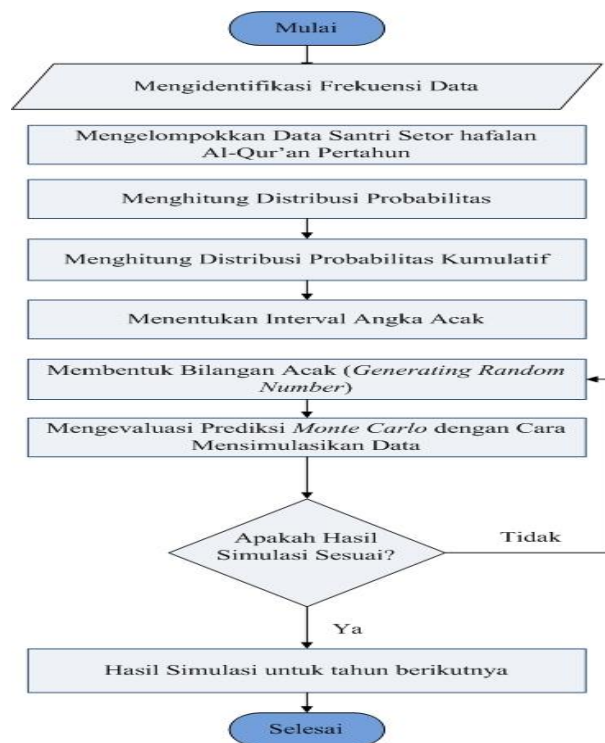 Mulai
Mengidentifikasi Frekuensi Data
Mengelompokkan Data Santri Setor hafalan
Al-Qur'an Pertahun
Menghitung Distribusi Probabilitas
Menghitung Distribusi Probabilitas Kumulatif
Menentukan Interval Angka Acak
Membentuk Bilangan Acak (Generating Random
Number)
Mengevaluasi Prediksi Monte Carlo dengan Cara
Mensimulasikan Data
Apakah Hasil
Simulasi Sesuai?
Tidak
Ya
Hasil Simulasi untuk tahun berikutnya
Selesai